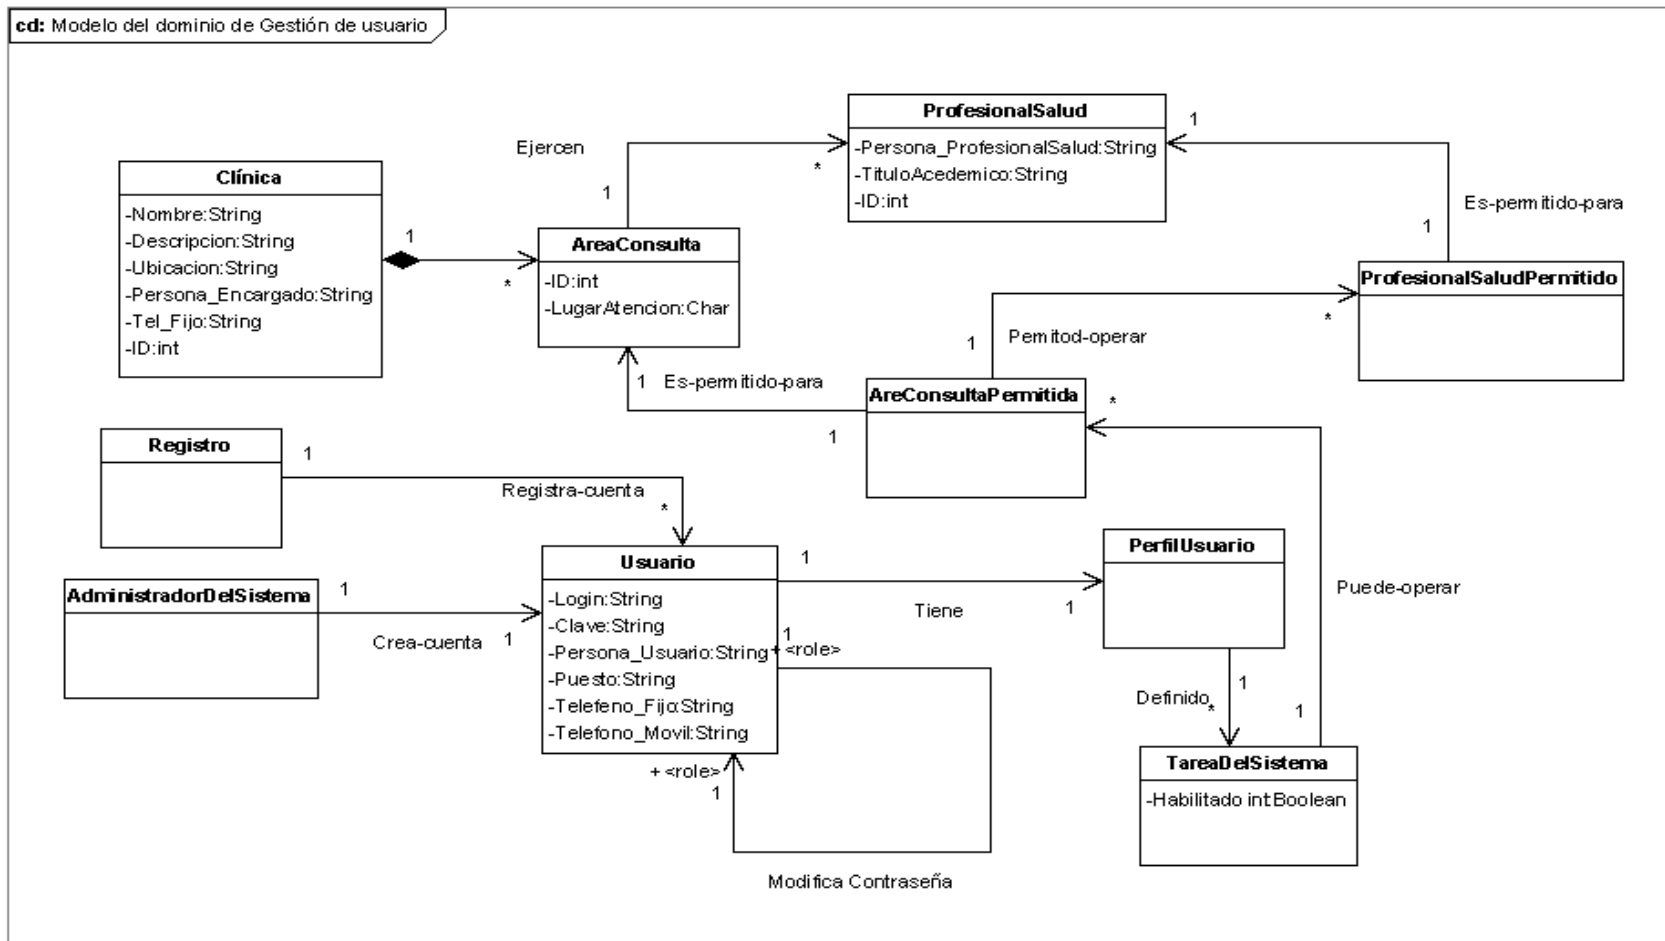 cd: Modelo del dominio de Gestión de usuario
ProfesionalSalud
-Persona_ProfesionalSalud:String
-TituloAcedemico:String
-ID:int
1
Ejercen
*
1
Clínica
-Nombre:String
-Descripcion:String
-Ubicacion:String
-Persona_Encargado:String
-Tel_Fijo:String
-ID:int
1
*
AreaConsulta
-ID:int
-LugarAtencion:Char
Es-permitido-para
1
ProfesionalSaludPermitido
*
Pemitod-operar
1
1 Es-permitido-para
1
AreConsultaPermitida
*
Registro
1
Registra-cuenta
*
AdministradorDelSistema
1
Crea-cuenta
1
Usuario
-Login:String
-Clave:String
-Persona_Usuario:String
-Puesto:String
-Telefeno_Fijo:String
-Telefono_Movil:String
1
Tiene
1
PerfilUsuario
Puede-operar
1
+ <role>
+ <role>
1
Modifica Contraseña
1
Definido
*
1
TareaDelSistema
-Habilitado int:Boolean